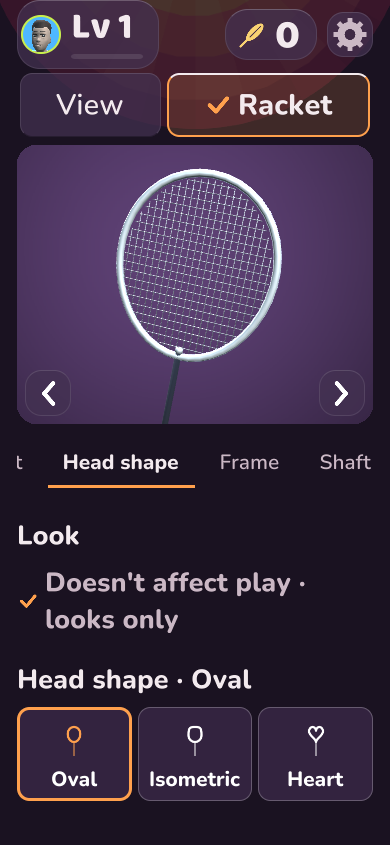 Lv 1
0
View
Racket
t
Head shape
Frame
Shaft
Look
Doesn't affect play ·
looks only
Head shape · Oval
Oval
Isometric
Heart